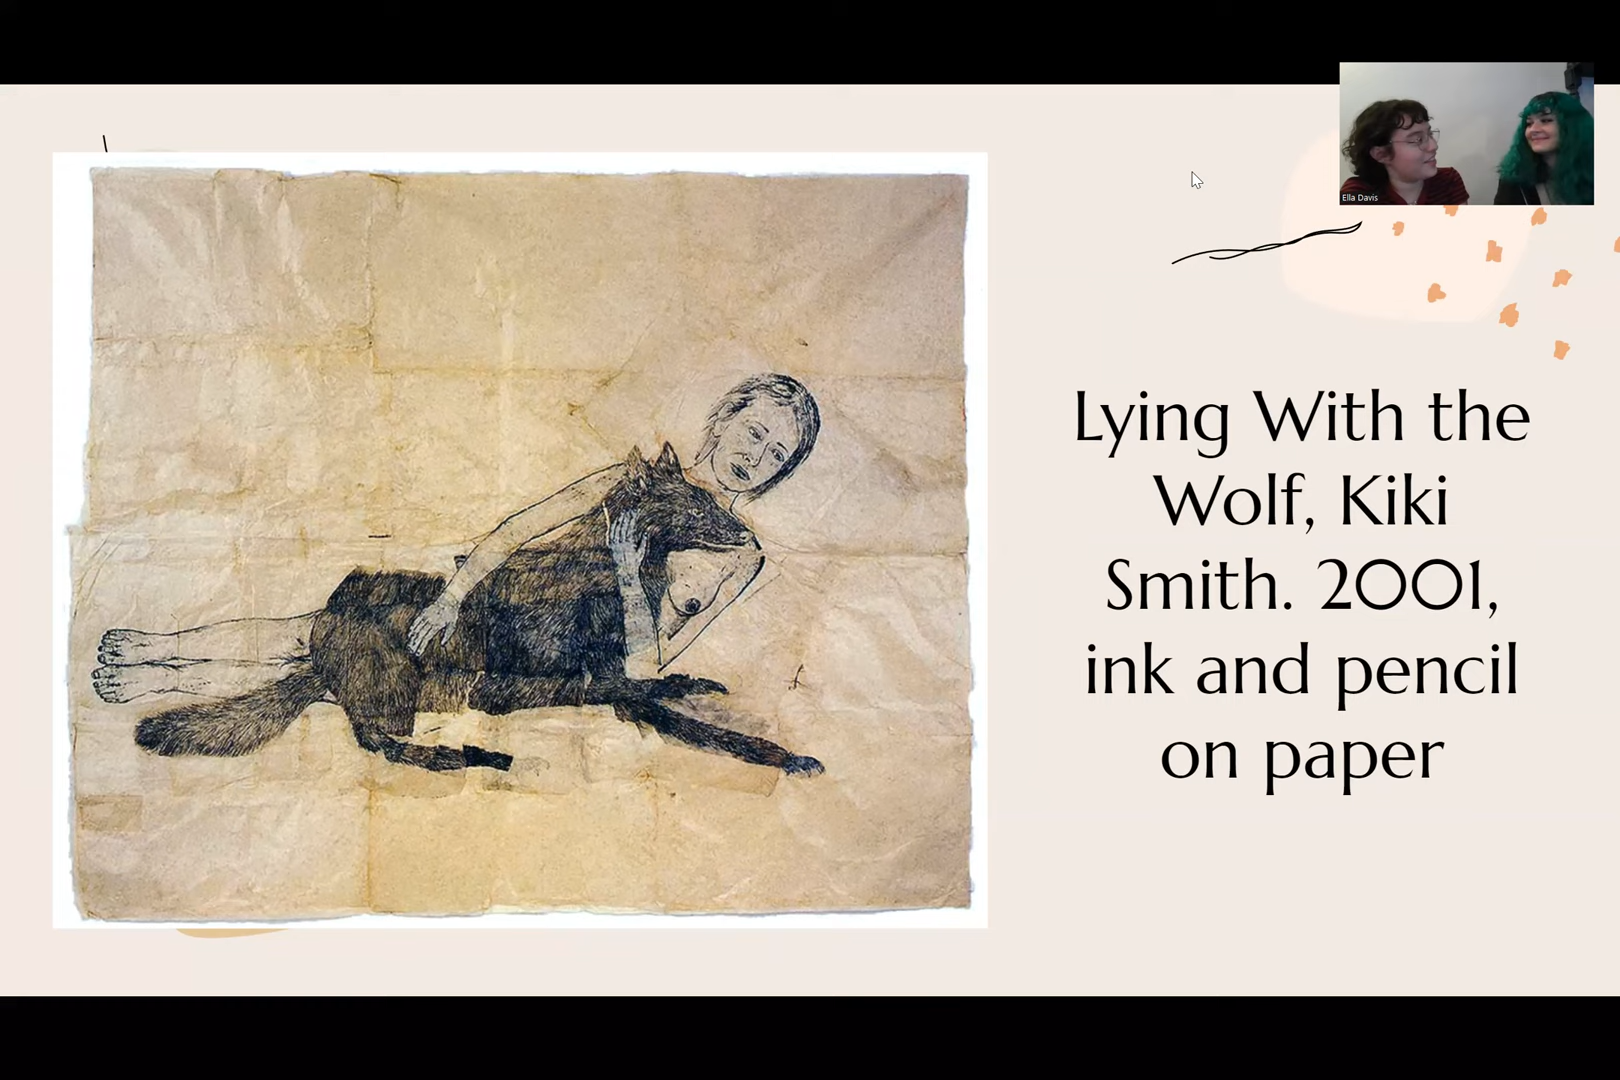 Ella Davis
Lying With the
Wolf, Kiki
Smith. 2001,
ink and pencil
on paper